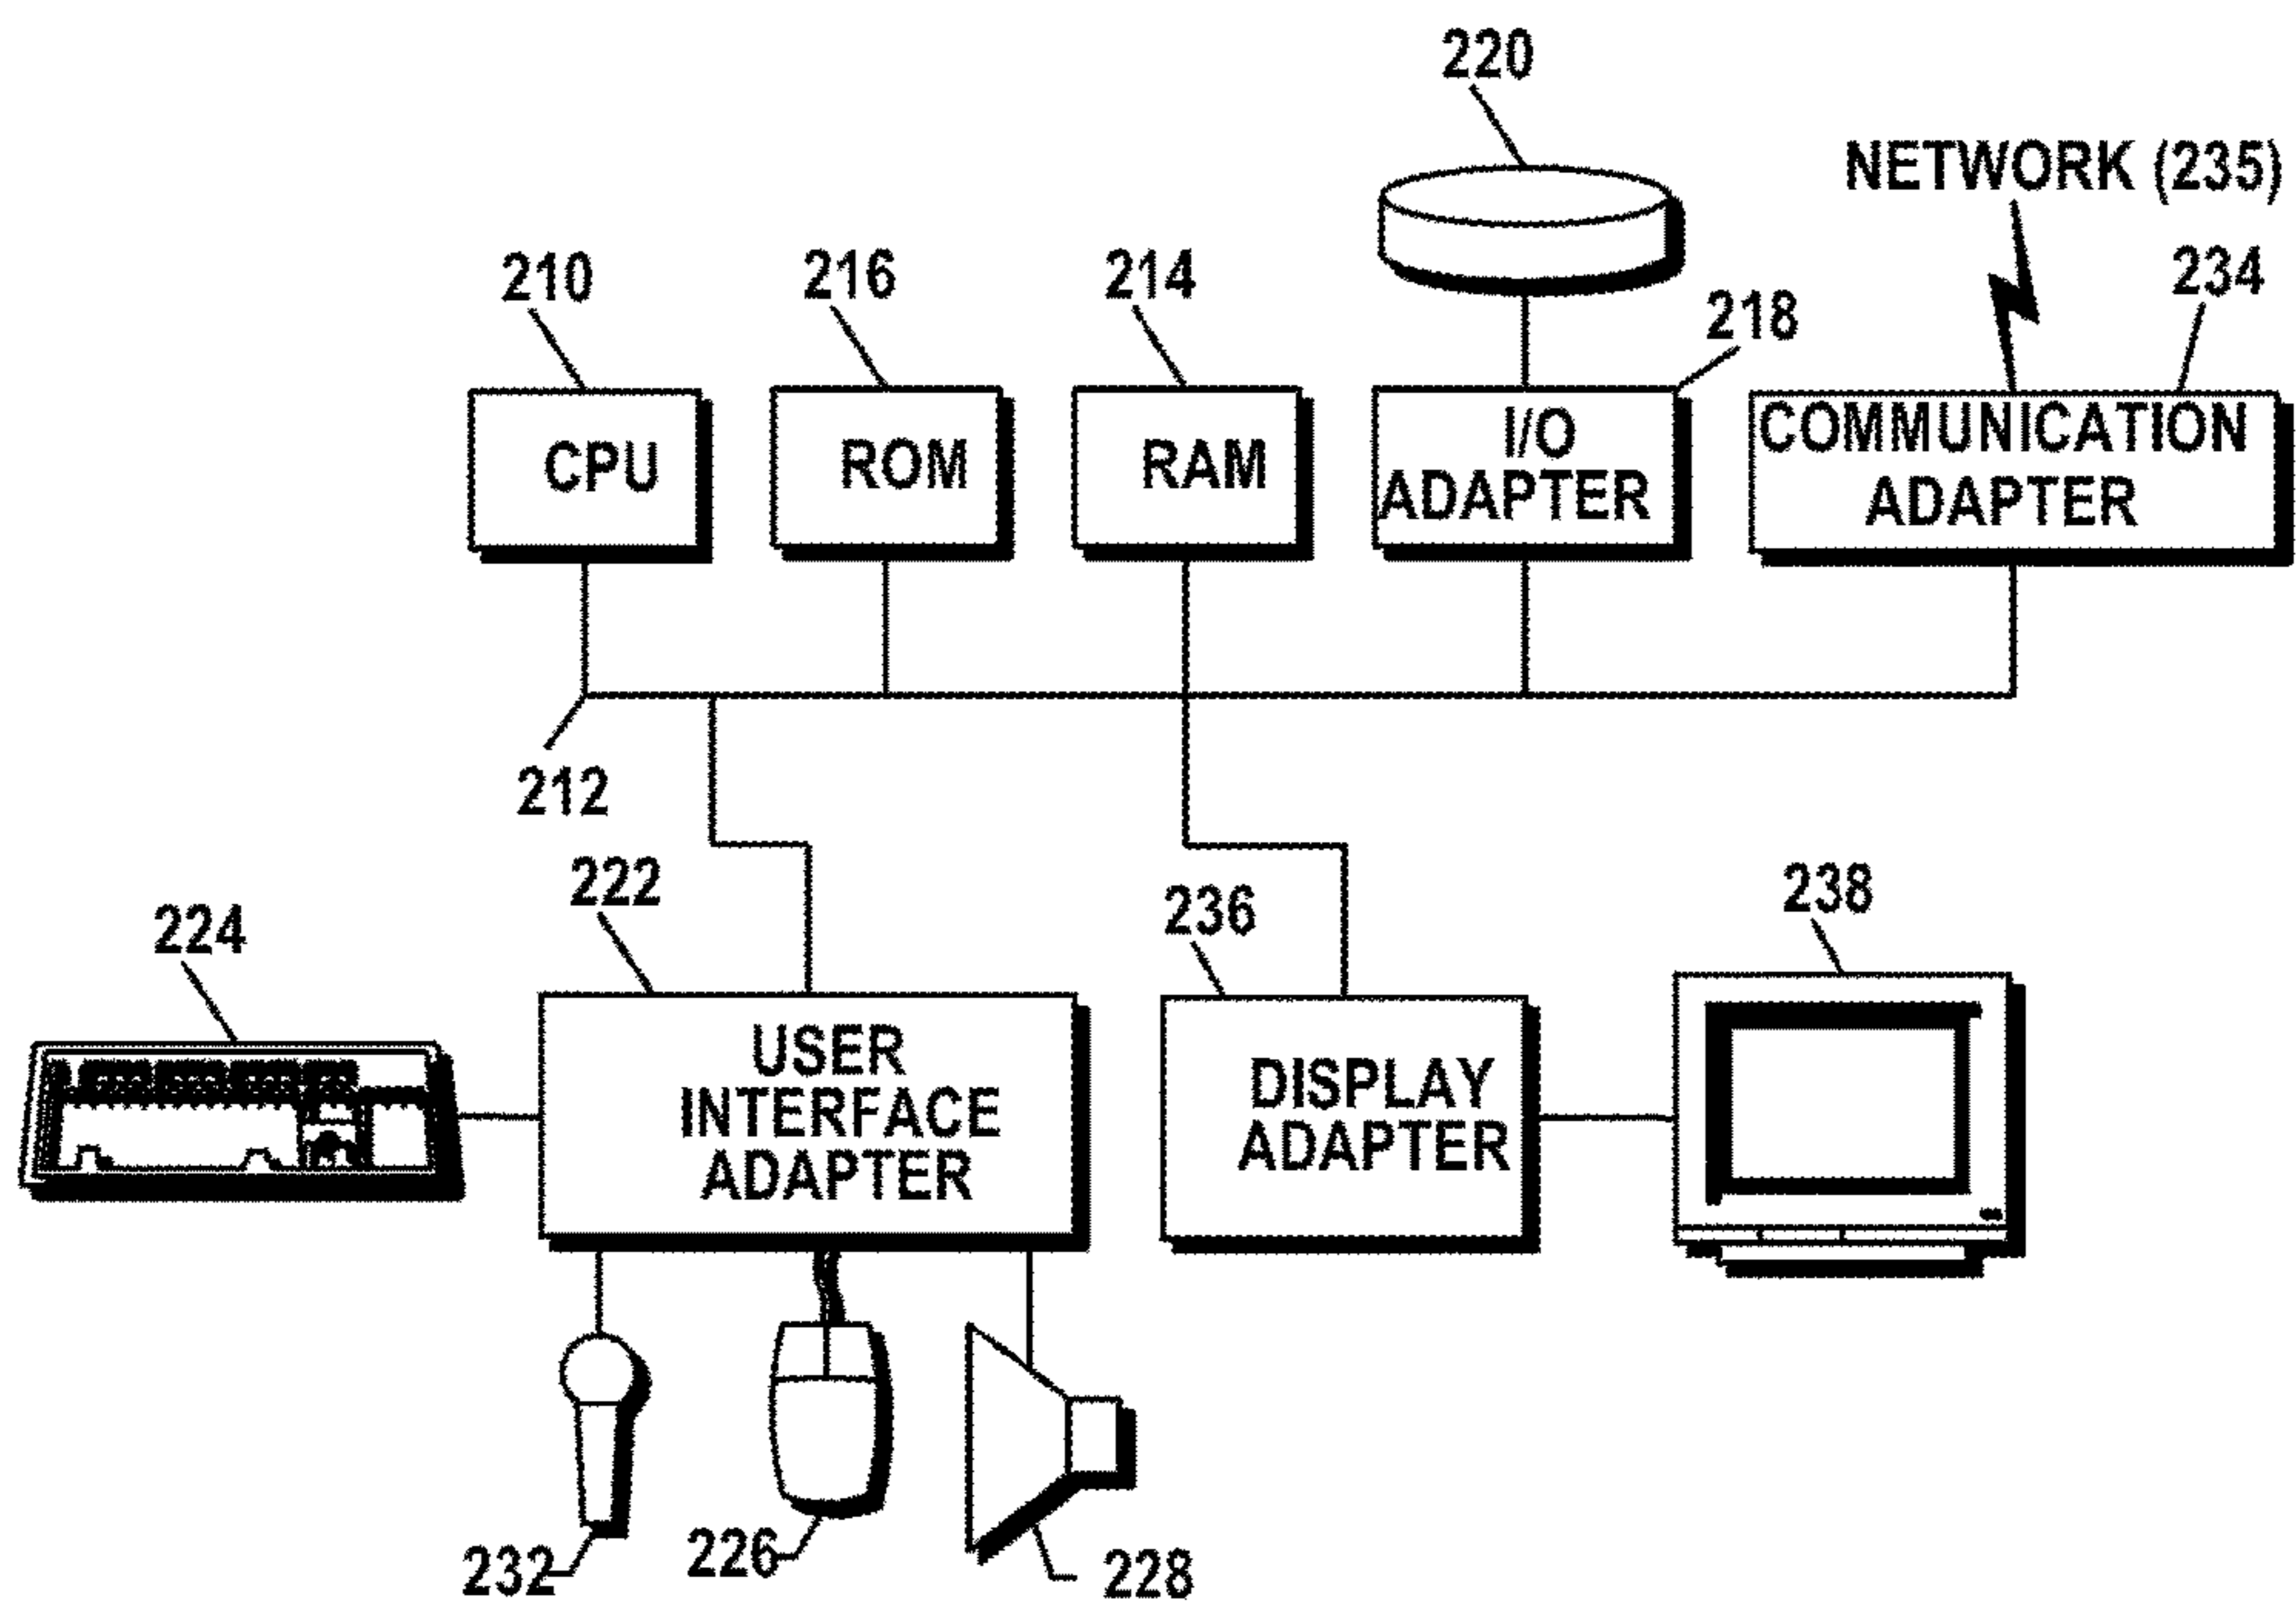 220
NETWORK (235)
210
216
214
218
234
CPU
ROM
RAM
I/O
ADAPTER
COMMUNICATION
ADAPTER
212
222
224
236
238
USER
INTERFACE
ADAPTER
DISPLAY
ADAPTER
232
226
228